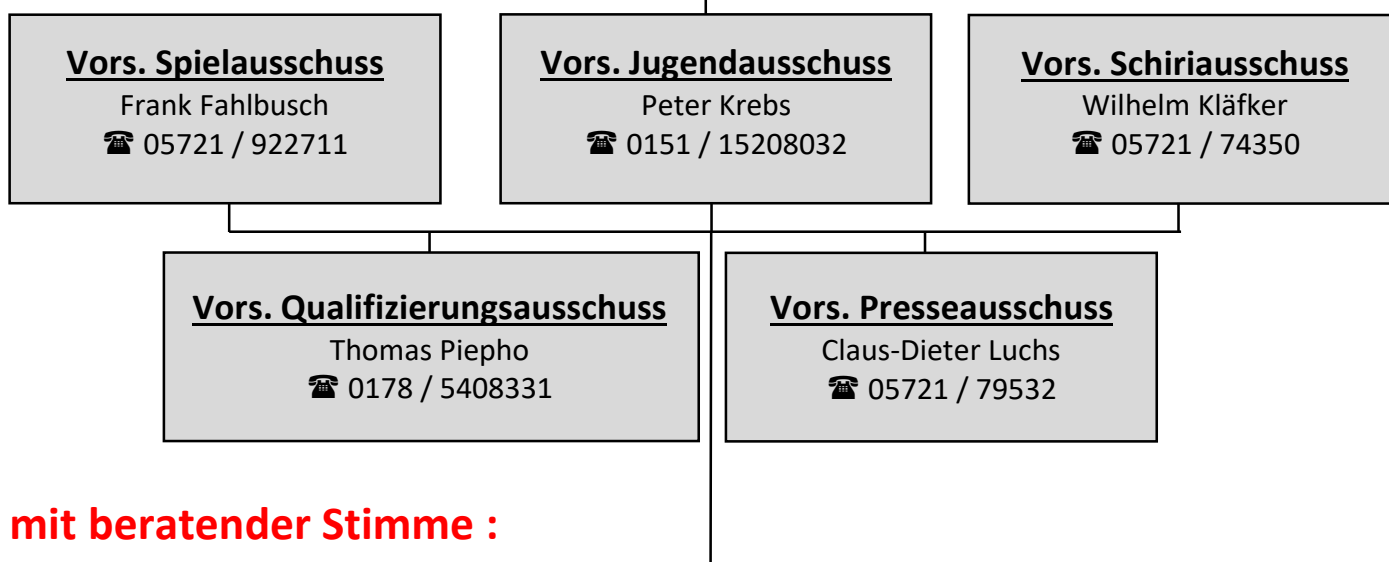 Vors. Spielausschuss
Frank Fahlbusch
☎ 05721 / 922711
Vors. Jugendausschuss
Peter Krebs
☎ 0151 / 15208032
Vors. Schiriausschuss
Wilhelm Kläfker
☎ 05721 / 74350
Vors. Qualifizierungsausschuss
Thomas Piepho
☎ 0178 / 5408331
Vors. Presseausschuss
Claus-Dieter Luchs
☎ 05721 / 79532
mit beratender Stimme :